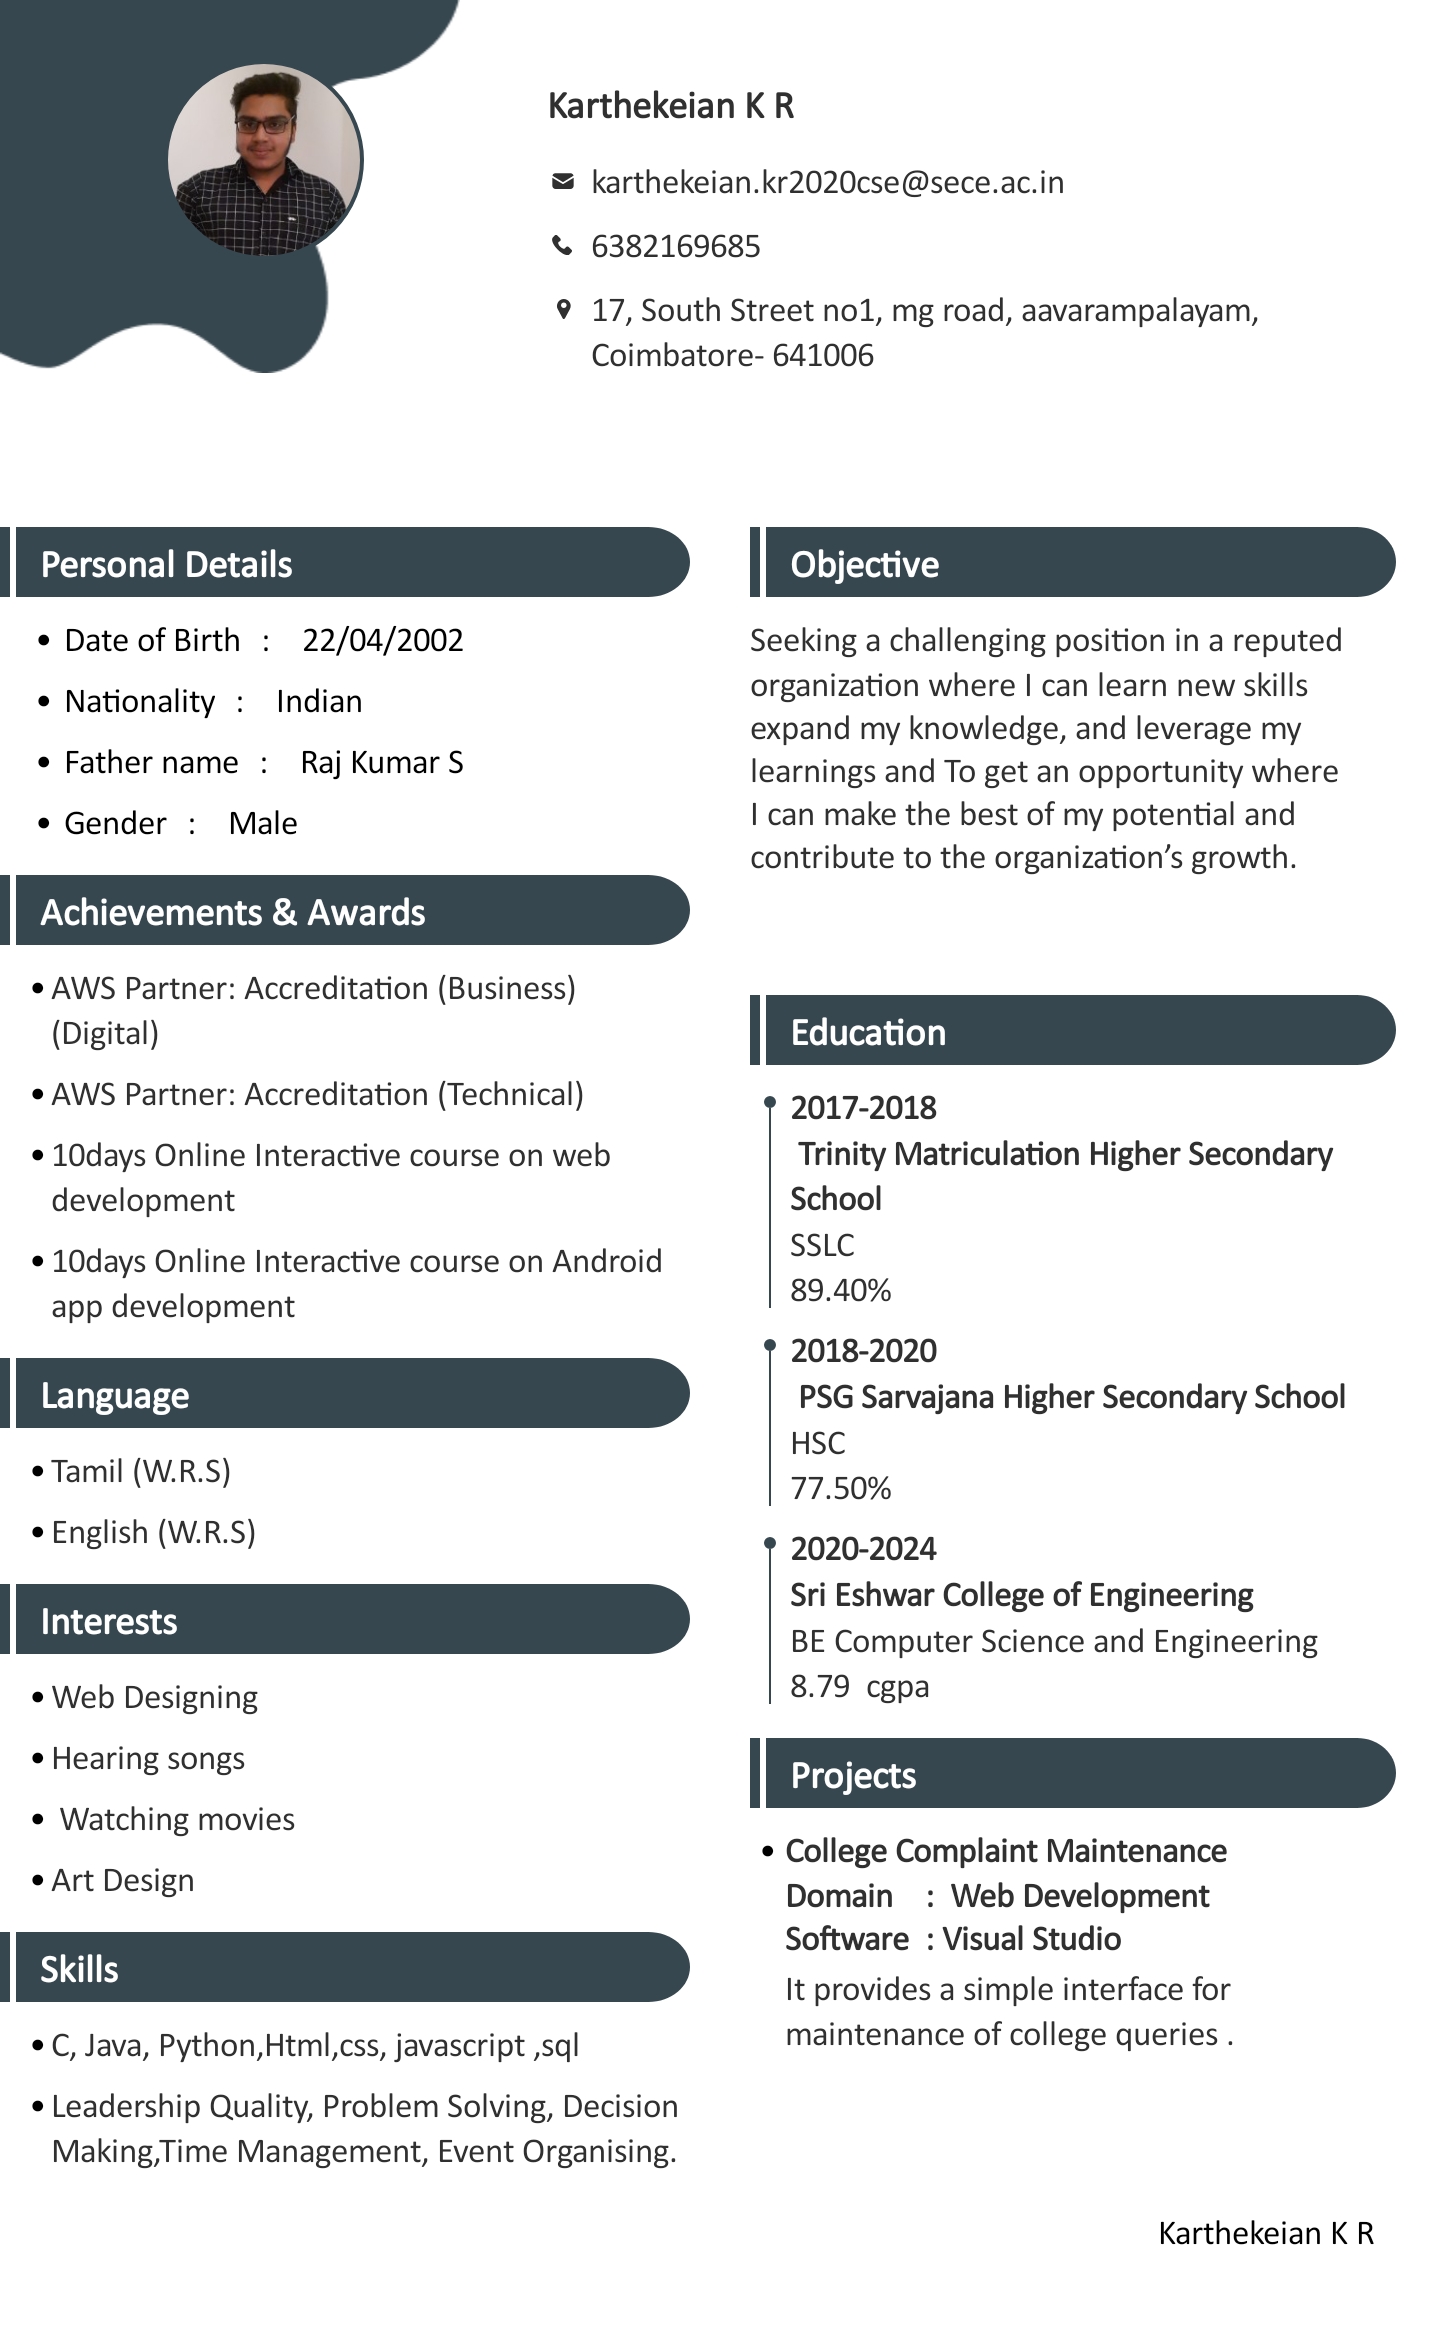 Karthekeian K R
karthekeian.kr2020cse@sece.ac.in
6382169685
17, South Street no1, mg road, aavarampalayam,
Coimbatore- 641006
Personal Details
• Date of Birth : 22/04/2002
• Nationality : Indian
• Father name : Raj Kumar S
• Gender : Male
Achievements & Awards
• AWS Partner: Accreditation (Business)
(Digital)
• AWS Partner: Accreditation (Technical)
• 10days Online Interactive course on web
development
• 10days Online Interactive course on Android
app development
Language
• Tamil (W.R.S)
• English (W.R.S)
Interests
• Web Designing
• Hearing songs
• Watching movies
• Art Design
Skills
• C, Java, Python,Html,css, javascript ,sql
• Leadership Quality, Problem Solving, Decision
Making,Time Management, Event Organising.
Objective
Seeking a challenging position in a reputed
organization where I can learn new skills
expand my knowledge, and leverage my
learnings and To get an opportunity where
I can make the best of my potential and
contribute to the organization’s growth.
Education
2017-2018
Trinity Matriculation Higher Secondary
School
SSLC
89.40%
2018-2020
PSG Sarvajana Higher Secondary School
HSC
77.50%
2020-2024
Sri Eshwar College of Engineering
BE Computer Science and Engineering
8.79 cgpa
Projects
• College Complaint Maintenance
Domain : Web Development
Software : Visual Studio
It provides a simple interface for
maintenance of college queries .
Karthekeian K R